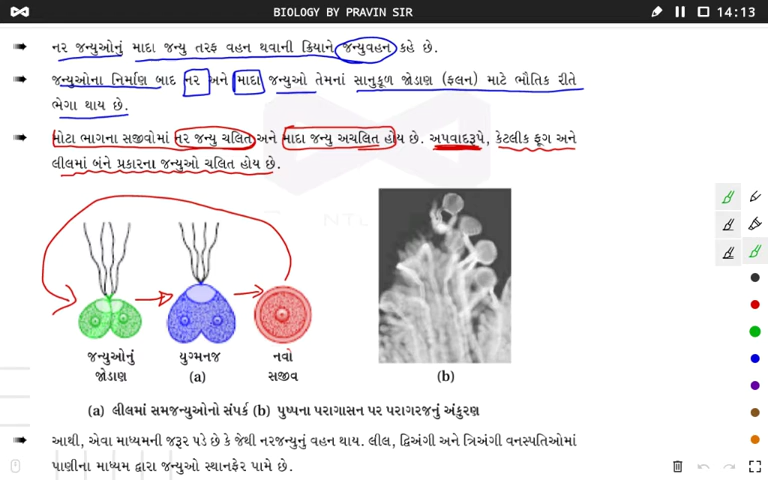 BIOLOGY BY PRAVIN SIR
14:13
નર જન્યુઓનું માદા જન્યુ તરફ વહન થવાની ક્રિયાને જન્યુવહન કહે છે.
જન્યુઓના નિર્માણ બાદ નર અને માદા જન્યુઓ તેમનાં સાનુકૂળ જોડાણ (ફલન) માટે ભૌતિક રીતે
ભેગા થાય છે.
મોટા ભાગના સજીવોમાં નર જન્યુ ચલિત અને માદા જન્યુ અચલિત હોય છે. અપવાદરૂપે, કેટલીક ફૂગ અને
લીલમાં બંને પ્રકારના જન્યુઓ ચલિત હોય છે.
જન્યુઓનું
જોડાણ
યુગ્મનજ
(a)
નવો
સજીવ
(b)
(a) લીલમાં સમજન્યુઓનો સંપર્ક (b) પુષ્પના પરાગાસન પર પરાગરજનું અંકુરણ
આથી, એવા માધ્યમની જરૂર પડે છે કે જેથી નરજન્યુનું વહન થાય. લીલ, દ્વિઅંગી અને ત્રિઅંગી વનસ્પતિઓમાં
પાણીના માધ્યમ દ્વારા જન્યુઓ સ્થાનફેર પામે છે.